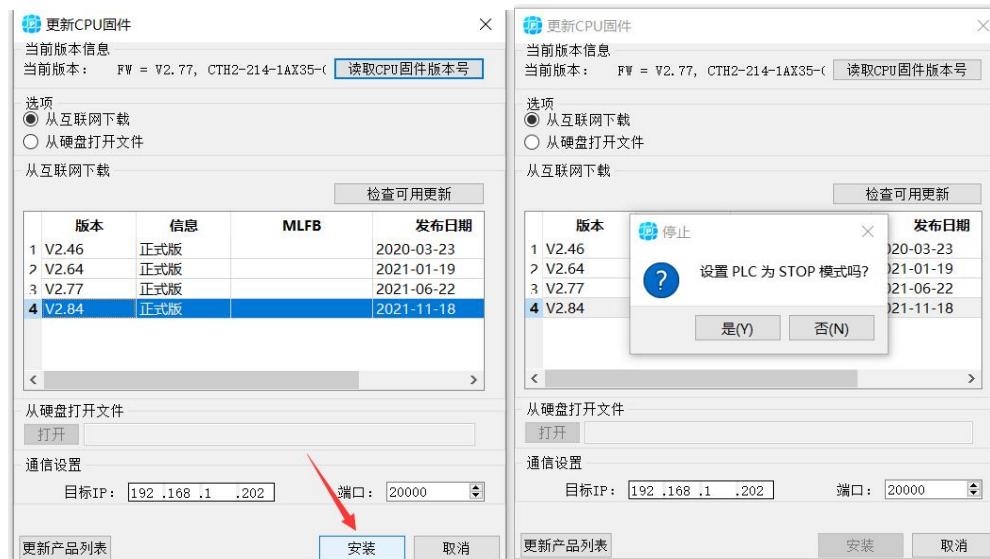 更新CPU固件
当前版本信息
当前版本： FW = V2.77, CTH2-214-1AX35-( 读取CPU固件版本号
选项
从互联网下载
从硬盘打开文件
从互联网下载
检查可用更新
版本 信息 MLFB 发布日期
1 V2.46 正式版 2020-03-23
2 V2.64 正式版 2021-01-19
3 V2.77 正式版 2021-06-22
4 V2.84 正式版 2021-11-18
从硬盘打开文件
打开
通信设置
目标IP： 192 .168 .1 .202 端口： 20000
更新产品列表 安装 取消
更新CPU固件
当前版本信息
当前版本： FW = V2.77, CTH2-214-1AX35-( 读取CPU固件版本号
选项
从互联网下载
从硬盘打开文件
从互联网下载
检查可用更新
版本 发布日期
1 V2.46 020-03-23
2 V2.64 021-01-19
3 V2.77 021-06-22
4 V2.84 021-11-18
停止
设置 PLC 为 STOP 模式吗?
是(Y) 否(N)
从硬盘打开文件
打开
通信设置
目标IP： 192 .168 .1 .202 端口： 20000
更新产品列表 安装 取消